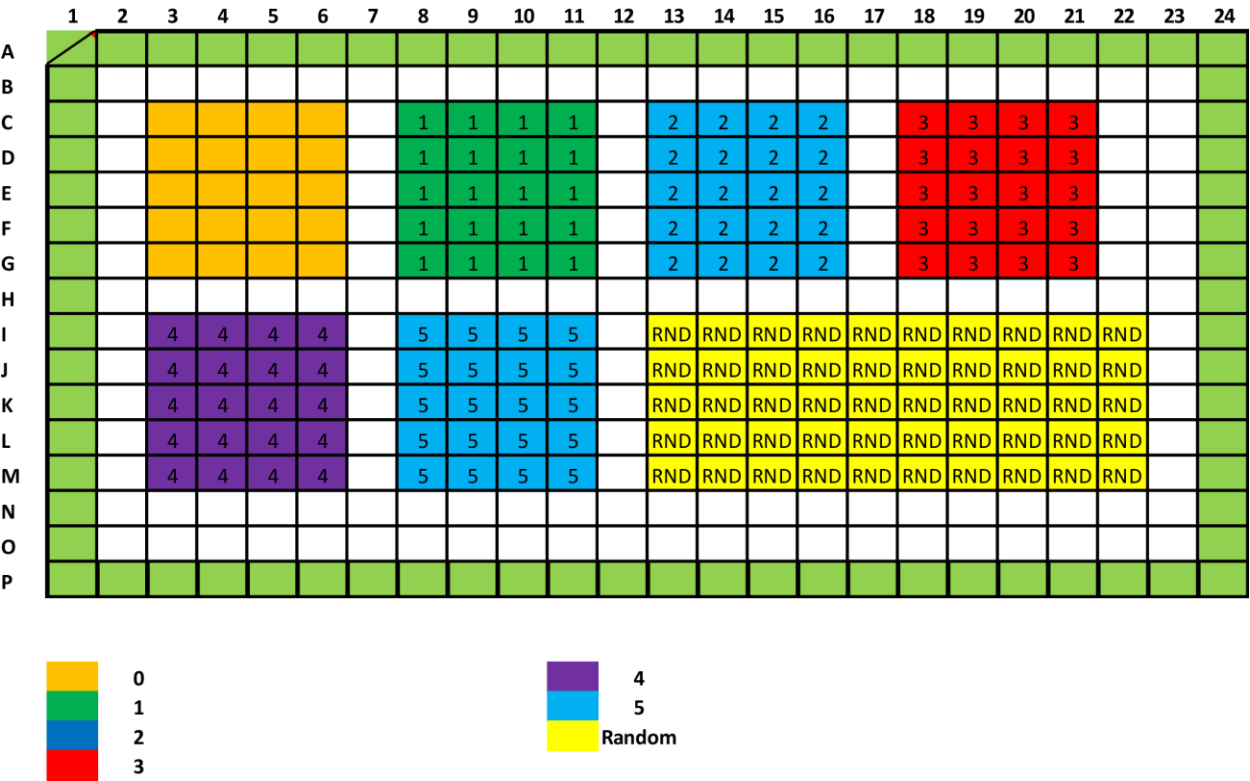 1 2 3 4 5 6 7 8 9 10 11 12 13 14 15 16 17 18 19 20 21 22 23 24
A
B
C 1 1 1 1 2 2 2 2 3 3 3 3
D 1 1 1 1 2 2 2 2 3 3 3 3
E 1 1 1 1 2 2 2 2 3 3 3 3
F 1 1 1 1 2 2 2 2 3 3 3 3
G 1 1 1 1 2 2 2 2 3 3 3 3
H
I 4 4 4 4 5 5 5 5 RND RND RND RND RND RND RND RND RND RND
J 4 4 4 4 5 5 5 5 RND RND RND RND RND RND RND RND RND RND
K 4 4 4 4 5 5 5 5 RND RND RND RND RND RND RND RND RND RND
L 4 4 4 4 5 5 5 5 RND RND RND RND RND RND RND RND RND RND
M 4 4 4 4 5 5 5 5 RND RND RND RND RND RND RND RND RND RND
N
O
P
0 4
1 5
2 Random
3